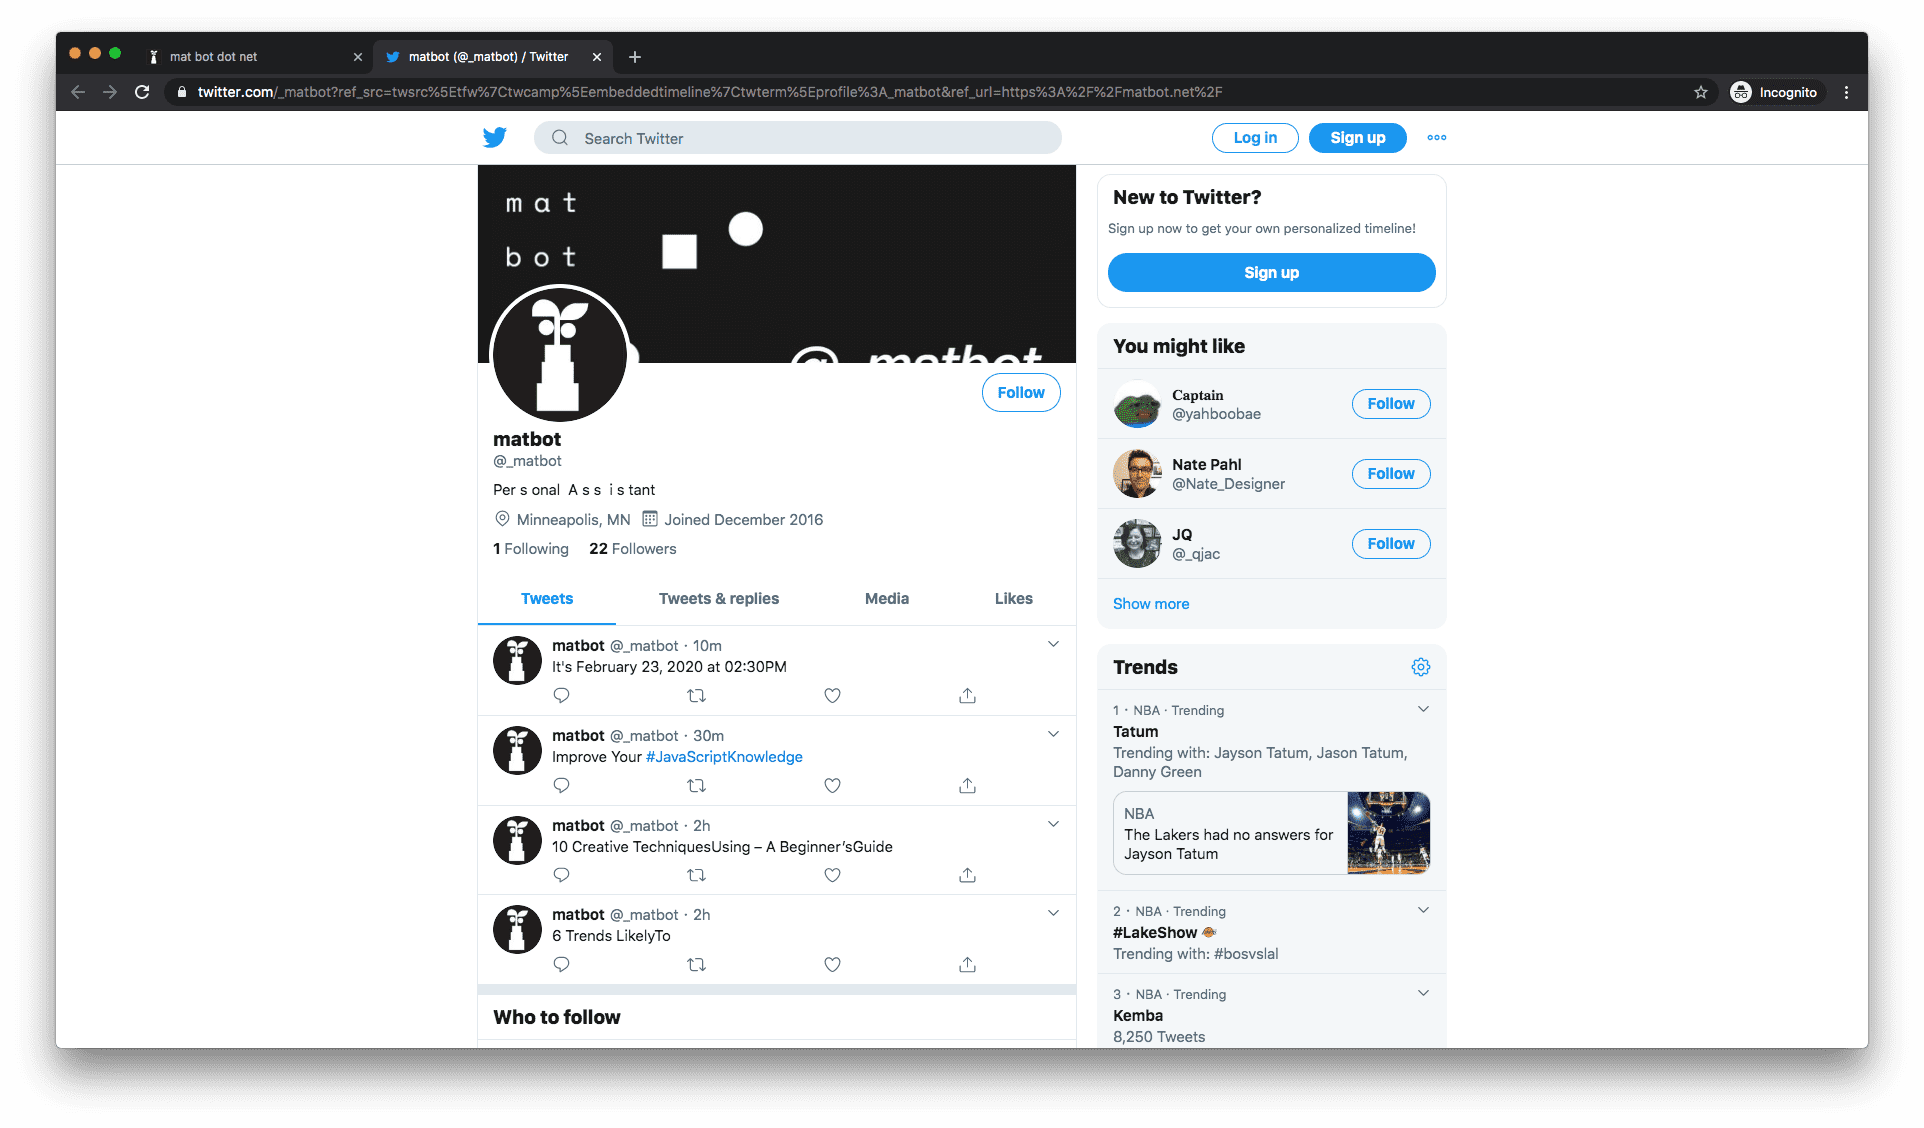 mat bot dot net
matbot (@_matbot) / Twitter
twitter.com/_matbot?ref_src=twsrc%5Etfw%7Ctwcamp%5Eembeddedtimeline%7Ctwterm%5Eprofile%3A_matbot&ref_url=https%3A%2F%2Fmatbot.net%2F
Incognito
Search Twitter
Log in
Sign up
mat
bot
@_matbot
Follow
matbot
@_matbot
Per s onal  A s s  i s tant
Minneapolis, MN
Joined December 2016
1 Following
22 Followers
Tweets
Tweets & replies
Media
Likes
matbot @_matbot · 10m
It's February 23, 2020 at 02:30PM
matbot @_matbot · 30m
Improve Your #JavaScriptKnowledge
matbot @_matbot · 2h
10 Creative TechniquesUsing – A Beginner’sGuide
matbot @_matbot · 2h
6 Trends LikelyTo
Who to follow
New to Twitter?
Sign up now to get your own personalized timeline!
Sign up
You might like
Captain
@yahboobae
Follow
Nate Pahl
@Nate_Designer
Follow
JQ
@_qjac
Follow
Show more
Trends
1 · NBA · Trending
Tatum
Trending with: Jayson Tatum, Jason Tatum,
Danny Green
NBA
The Lakers had no answers for
Jayson Tatum
2 · NBA · Trending
#LakeShow
Trending with: #bosvslal
3 · NBA · Trending
Kemba
8,250 Tweets